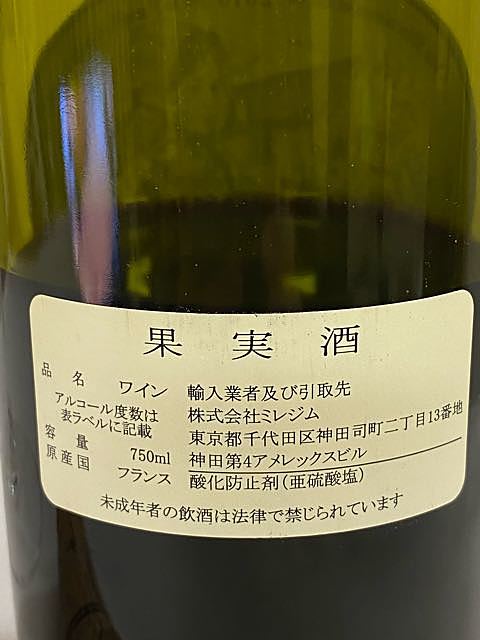 果実酒
品名 ワイン
アルコール度数は
表ラベルに記載
容量 750ml
原産国 フランス
輸入業者及び引取先
株式会社ミレジム
東京都千代田区神田司町二丁目13番地
神田第4アメレックスビル
酸化防止剤(亜硫酸塩)
未成年者の飲酒は法律で禁じられています